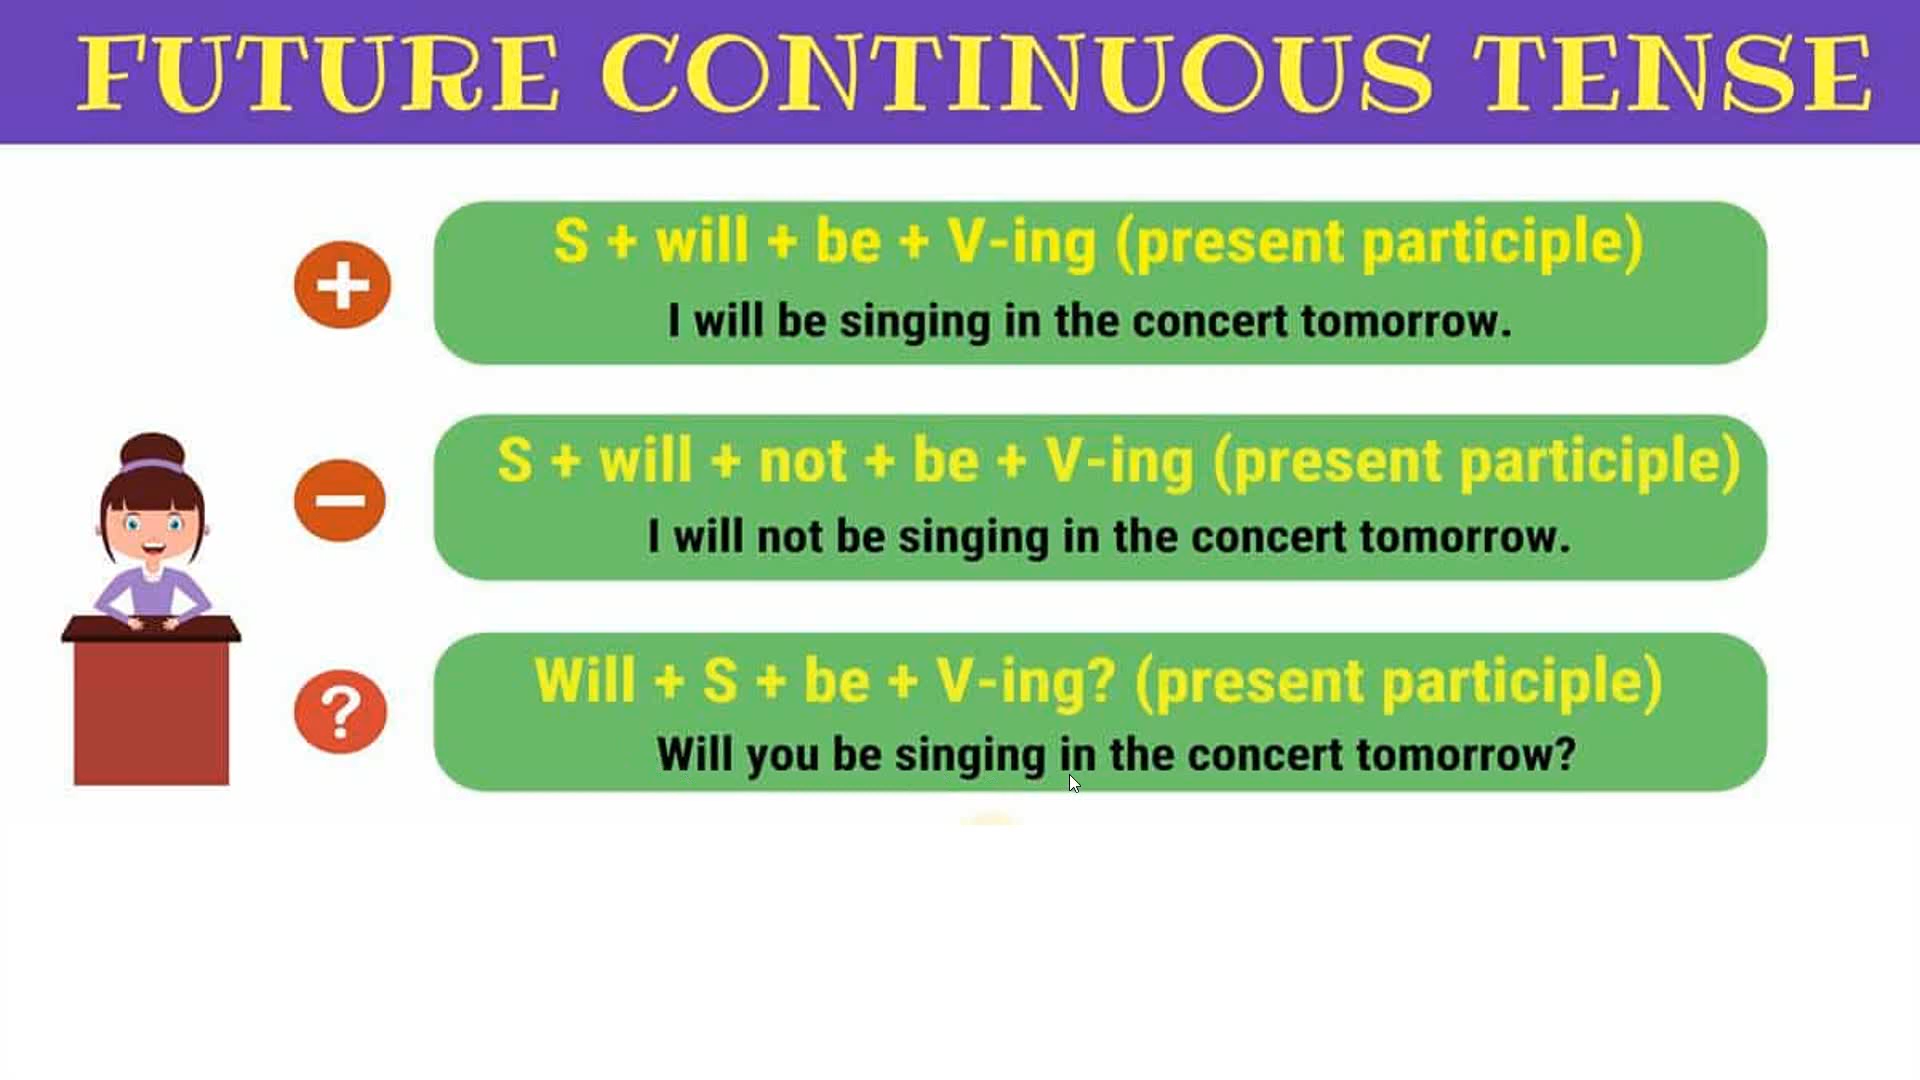 FUTURE CONTINUOUS TENSE
S + will + be + V-ing (present participle)
I will be singing in the concert tomorrow.
S + will + not + be + V-ing (present participle)
I will not be singing in the concert tomorrow.
?
Will + S + be + V-ing? (present participle)
Will you be singing in the concert tomorrow?